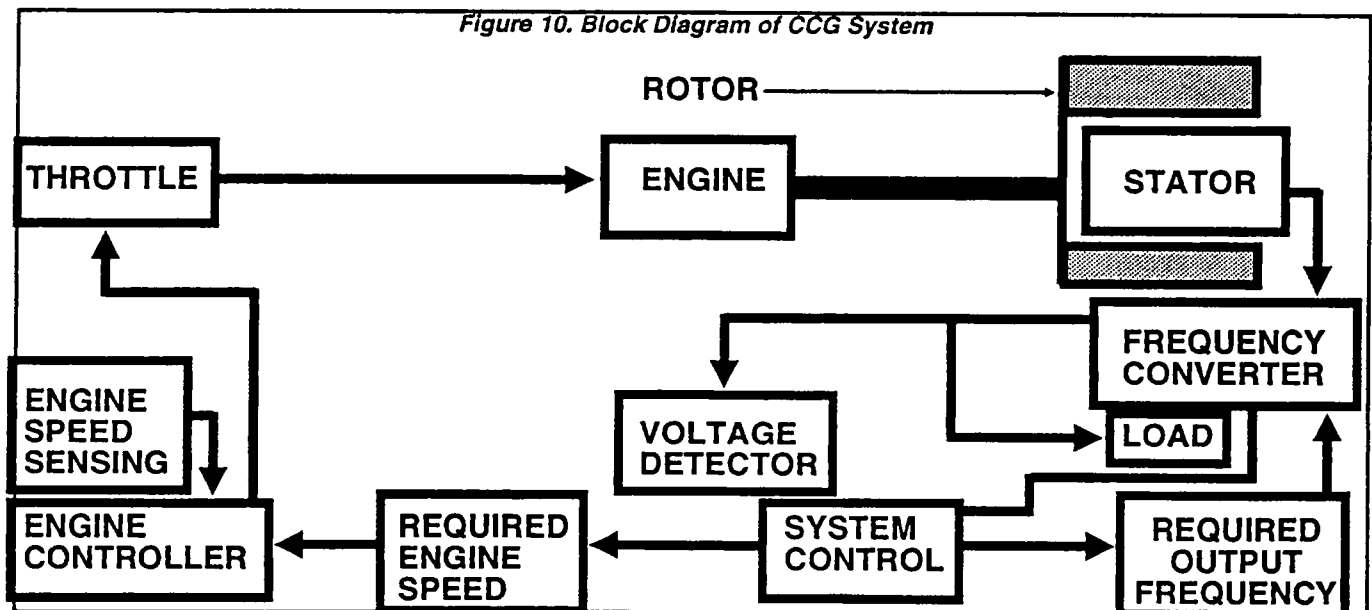 Figure 10. Block Diagram of CCG System
ROTOR
THROTTLE
ENGINE
STATOR
FREQUENCY
CONVERTER
ENGINE
SPEED
SENSING
VOLTAGE
DETECTOR
LOAD
ENGINE
CONTROLLER
REQUIRED
ENGINE
SPEED
SYSTEM
CONTROL
REQUIRED
OUTPUT
FREQUENCY